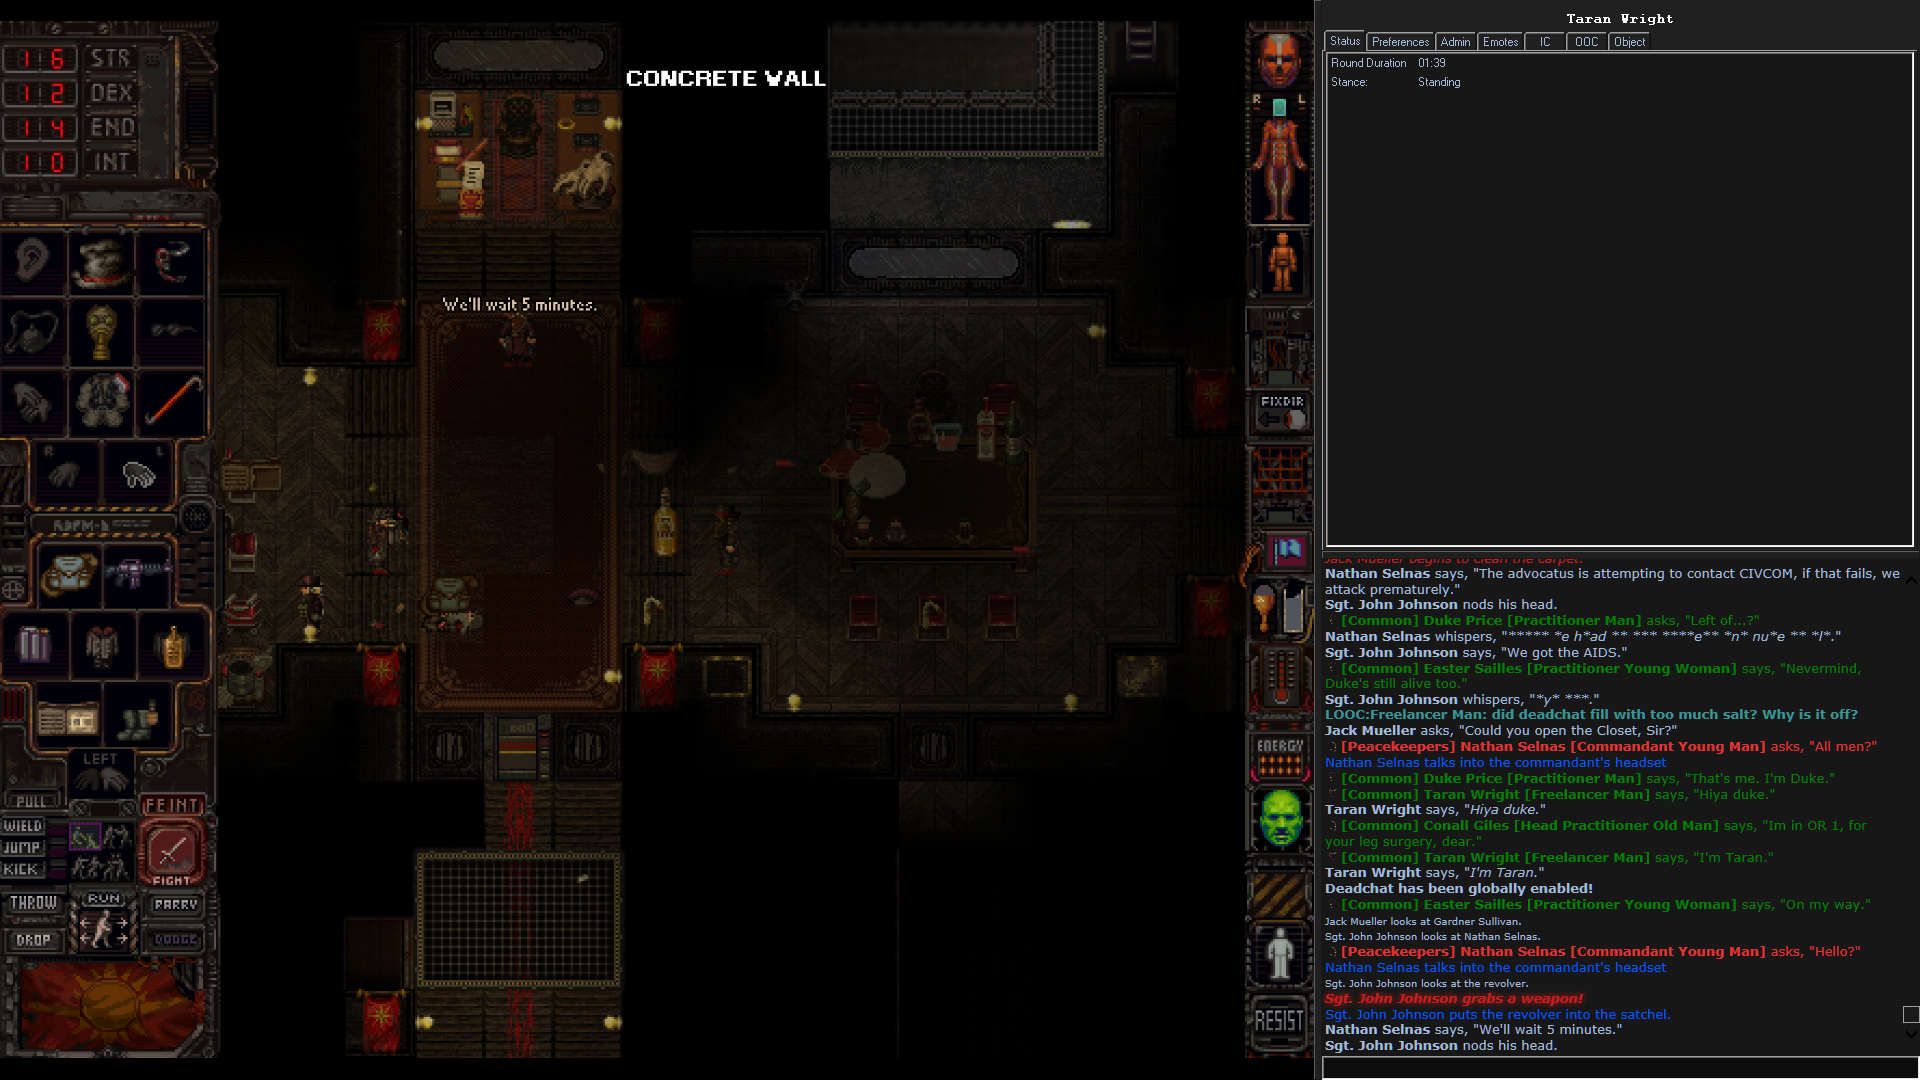 16 STR
12 DEX
14 END
10 INT
CONCRETE WALL
We'll wait 5 minutes.
R L
FIXDIR
ENERGY
RESIST
R L
LEFT
PULL
FEINT
WIELD
JUMP
KICK
FIGHT
THROW
RUN
PARRY
DROP
DODGE
Taran Wright
Status Preferences Admin Emotes IC OOC Object
Round Duration 01:39
Stance: Standing
Jack Mueller begins to clean the carpet.
Nathan Selnas says, "The advocatus is attempting to contact CIVCOM, if that fails, we
attack prematurely."
Sgt. John Johnson nods his head.
[Common] Duke Price [Practitioner Man] asks, "Left of...?"
Nathan Selnas whispers, "***** *e h*ad ** *** ****e** *n* nu*e ** *l*."
Sgt. John Johnson says, "We got the AIDS."
[Common] Easter Sailles [Practitioner Young Woman] says, "Nevermind,
Duke's still alive too."
Sgt. John Johnson whispers, "*y* ***."
LOOC:Freelancer Man: did deadchat fill with too much salt? Why is it off?
Jack Mueller asks, "Could you open the Closet, Sir?"
[Peacekeepers] Nathan Selnas [Commandant Young Man] asks, "All men?"
Nathan Selnas talks into the commandant's headset
[Common] Duke Price [Practitioner Man] says, "That's me. I'm Duke."
[Common] Taran Wright [Freelancer Man] says, "Hiya duke."
Taran Wright says, "Hiya duke."
[Common] Conall Giles [Head Practitioner Old Man] says, "Im in OR 1, for
your leg surgery, dear."
[Common] Taran Wright [Freelancer Man] says, "I'm Taran."
Taran Wright says, "I'm Taran."
Deadchat has been globally enabled!
[Common] Easter Sailles [Practitioner Young Woman] says, "On my way."
Jack Mueller looks at Gardner Sullivan.
Sgt. John Johnson looks at Nathan Selnas.
[Peacekeepers] Nathan Selnas [Commandant Young Man] asks, "Hello?"
Nathan Selnas talks into the commandant's headset
Sgt. John Johnson looks at the revolver.
Sgt. John Johnson grabs a weapon!
Sgt. John Johnson puts the revolver into the satchel.
Nathan Selnas says, "We'll wait 5 minutes."
Sgt. John Johnson nods his head.